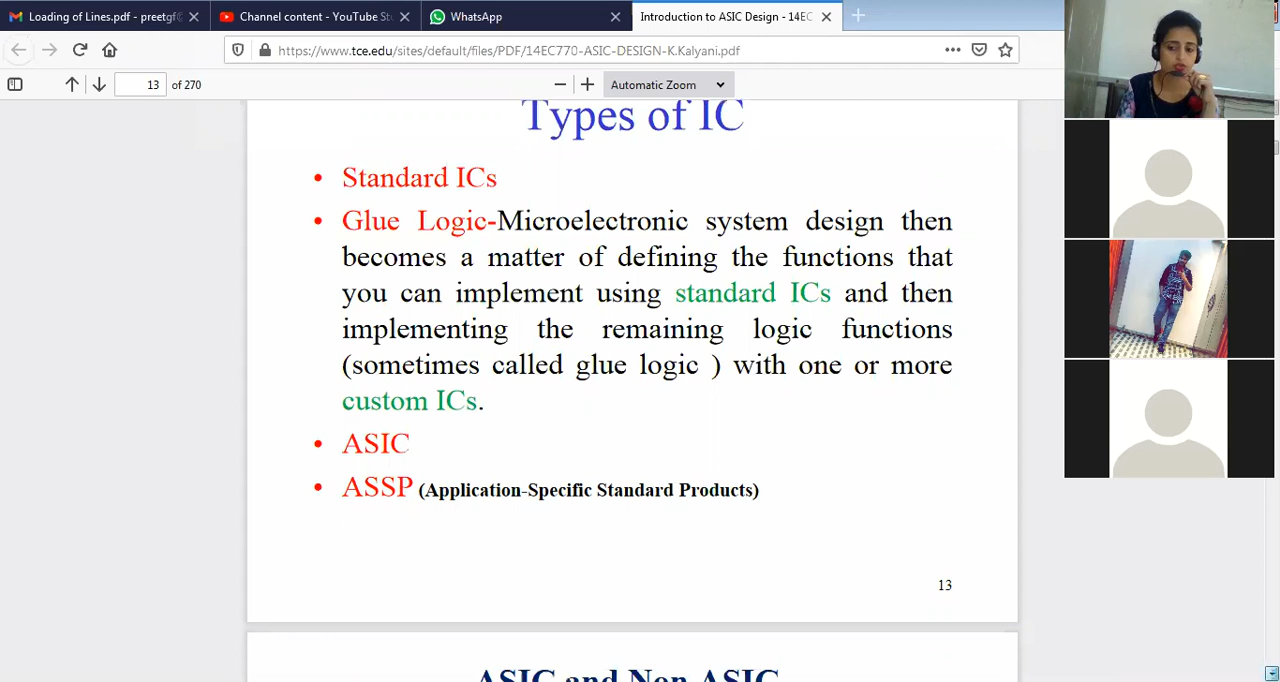 Loading of Lines.pdf - preetgf@
Channel content - YouTube St
WhatsApp
Introduction to ASIC Design - 14EC
https://www.tce.edu/sites/default/files/PDF/14EC770-ASIC-DESIGN-K.Kalyani.pdf
13 of 270
Automatic Zoom
Types of IC
• Standard ICs
• Glue Logic-Microelectronic system design then
becomes a matter of defining the functions that
you can implement using standard ICs and then
implementing the remaining logic functions
(sometimes called glue logic ) with one or more
custom ICs.
• ASIC
• ASSP (Application-Specific Standard Products)
13
ASIC and Non ASIC